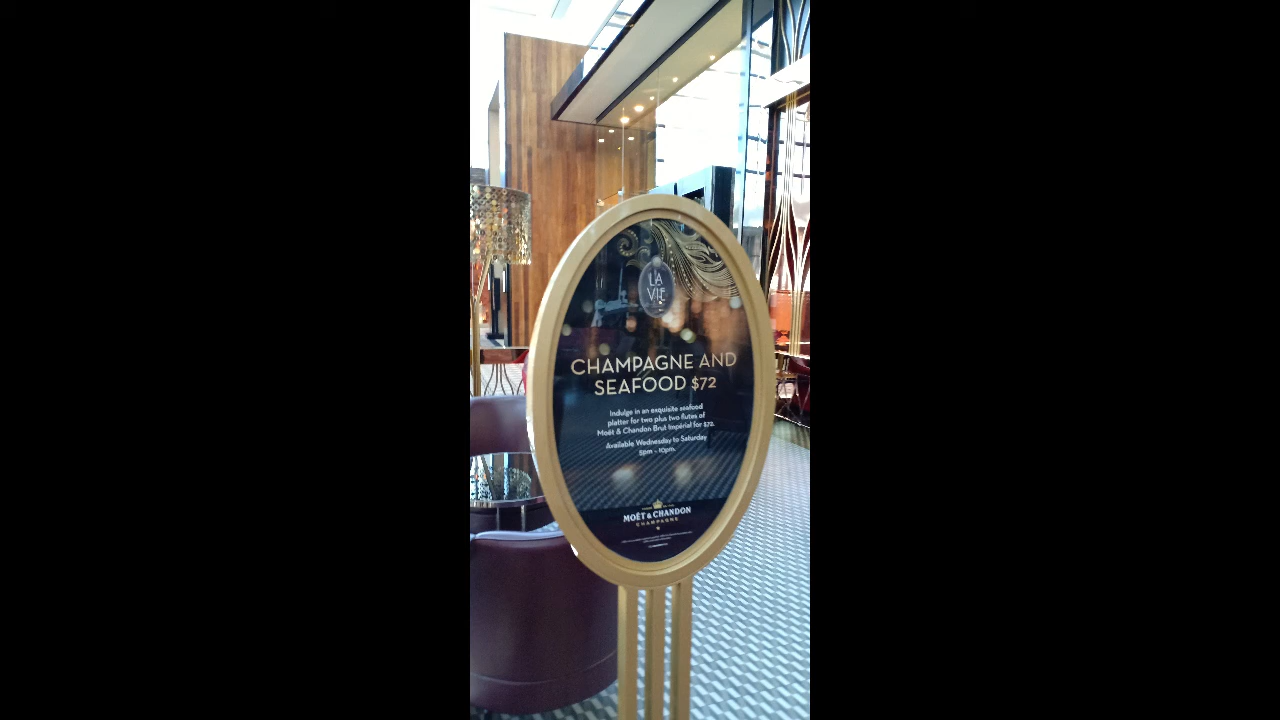 LA
VIE
CHAMPAGNE AND
SEAFOOD $72
Indulge in an exquisite seafood
platter for two plus two flutes of
Moët & Chandon Brut Impérial for $72.
Available Wednesday to Saturday
5pm - 10pm.
MOËT & CHANDON
CHAMPAGNE